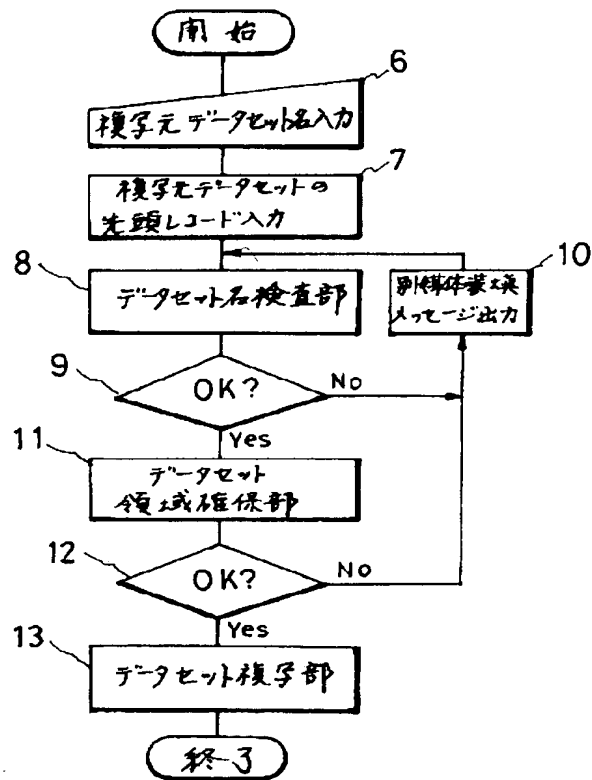 開始
6
複写元データセット名入力
7
複写元データセットの
先頭レコード入力
8
データセット名検査部
10
別媒体装填
メッセージ出力
9
OK?
No
Yes
11
データセット
領域確保部
12
OK?
No
Yes
13
データセット複写部
終了